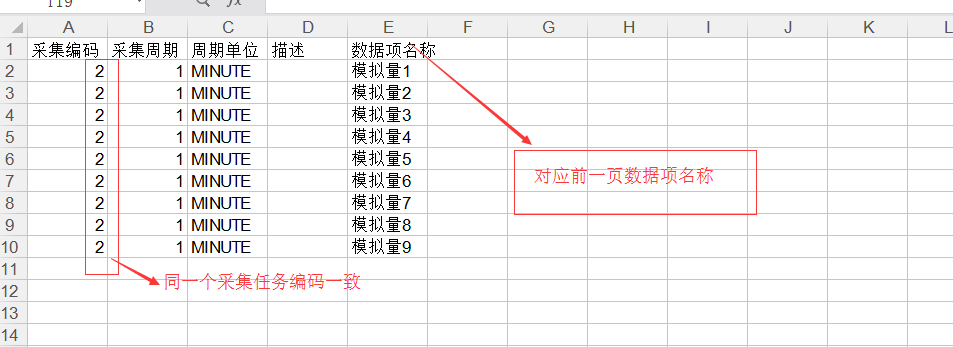 I19
fx
A B C D E F G H I J K L
1 采集编码 采集周期 周期单位 描述 数据项名称
2 2 1 MINUTE 模拟量1
3 2 1 MINUTE 模拟量2
4 2 1 MINUTE 模拟量3
5 2 1 MINUTE 模拟量4
6 2 1 MINUTE 模拟量5
7 2 1 MINUTE 模拟量6
8 2 1 MINUTE 模拟量7
9 2 1 MINUTE 模拟量8
10 2 1 MINUTE 模拟量9
11
12
13
14
对应前一页数据项名称
同一个采集任务编码一致